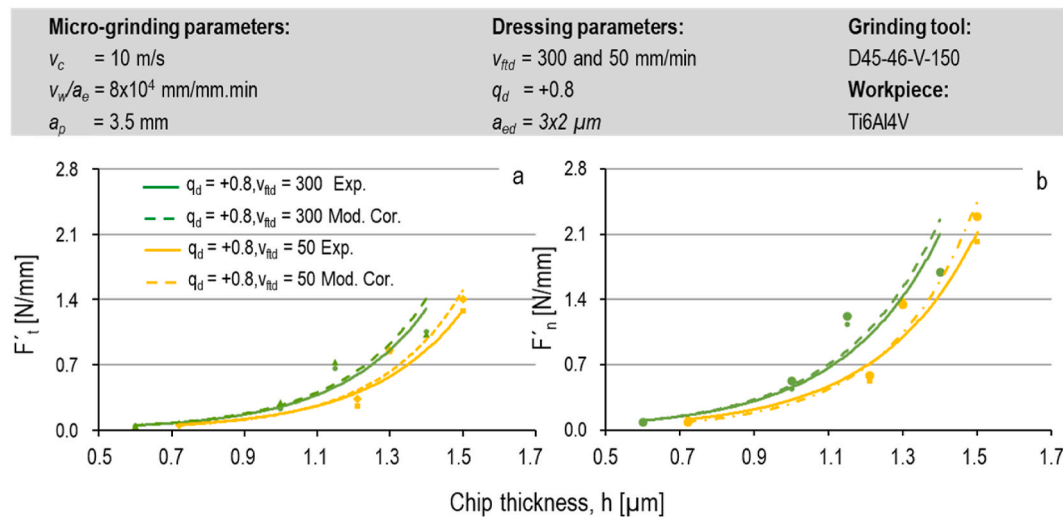 Micro-grinding parameters: Dressing parameters: Grinding tool:
v_c = 10 m/s v_ftd = 300 and 50 mm/min D45-46-V-150
v_w/a_e = 8x10⁴ mm/mm.min q_d = +0.8 Workpiece:
a_p = 3.5 mm a_ed = 3x2 µm Ti6Al4V
2.8 a 2.8 b
q_d = +0.8,v_ftd = 300 Exp.
q_d = +0.8,v_ftd = 300 Mod. Cor.
2.1 2.1
q_d = +0.8,v_ftd = 50 Exp.
q_d = +0.8,v_ftd = 50 Mod. Cor.
1.4 1.4
F´t [N/mm] F´n [N/mm]
0.7 0.7
0.0 0.0
0.5 0.7 0.9 1.1 1.3 1.5 1.7 0.5 0.7 0.9 1.1 1.3 1.5 1.7
Chip thickness, h [µm]